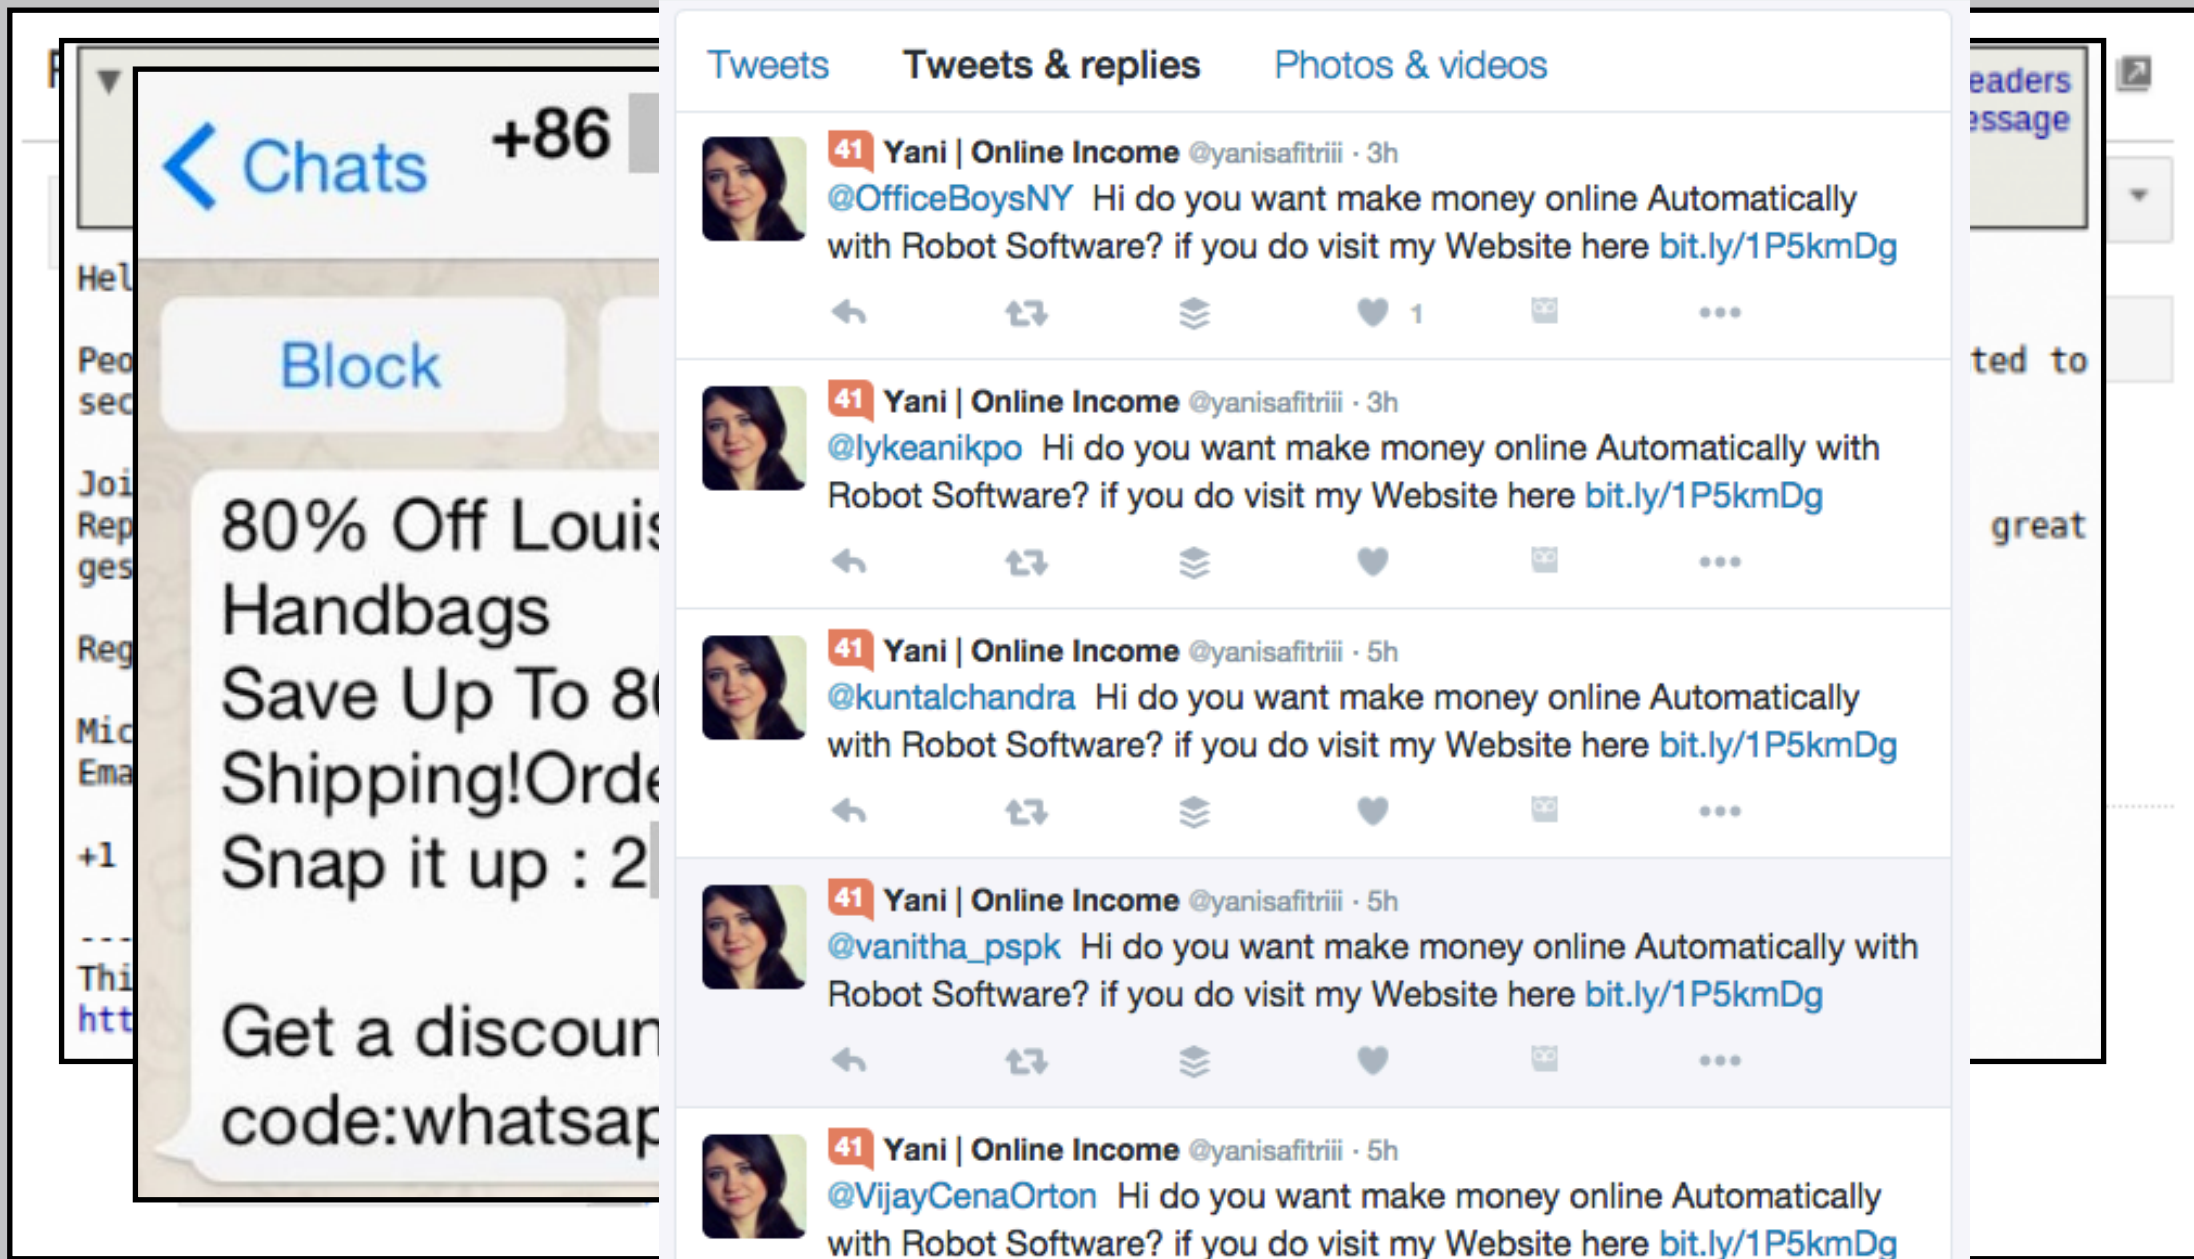 ▼
eaders
essage
Hel
Peo
ted to
sec
Joi
Rep
great
ges
Reg
Mic
Ema
+1
---
Thi
htt
Chats
+86
Block
80% Off Louis
Handbags
Save Up To 80
Shipping!Orde
Snap it up : 2
Get a discoun
code:whatsap
Tweets Tweets & replies Photos & videos
41 Yani | Online Income @yanisafitriii · 3h
@OfficeBoysNY Hi do you want make money online Automatically
with Robot Software? if you do visit my Website here bit.ly/1P5kmDg
1
41 Yani | Online Income @yanisafitriii · 3h
@lykeanikpo Hi do you want make money online Automatically with
Robot Software? if you do visit my Website here bit.ly/1P5kmDg
41 Yani | Online Income @yanisafitriii · 5h
@kuntalchandra Hi do you want make money online Automatically
with Robot Software? if you do visit my Website here bit.ly/1P5kmDg
41 Yani | Online Income @yanisafitriii · 5h
@vanitha_pspk Hi do you want make money online Automatically with
Robot Software? if you do visit my Website here bit.ly/1P5kmDg
41 Yani | Online Income @yanisafitriii · 5h
@VijayCenaOrton Hi do you want make money online Automatically
with Robot Software? if you do visit my Website here bit.ly/1P5kmDg